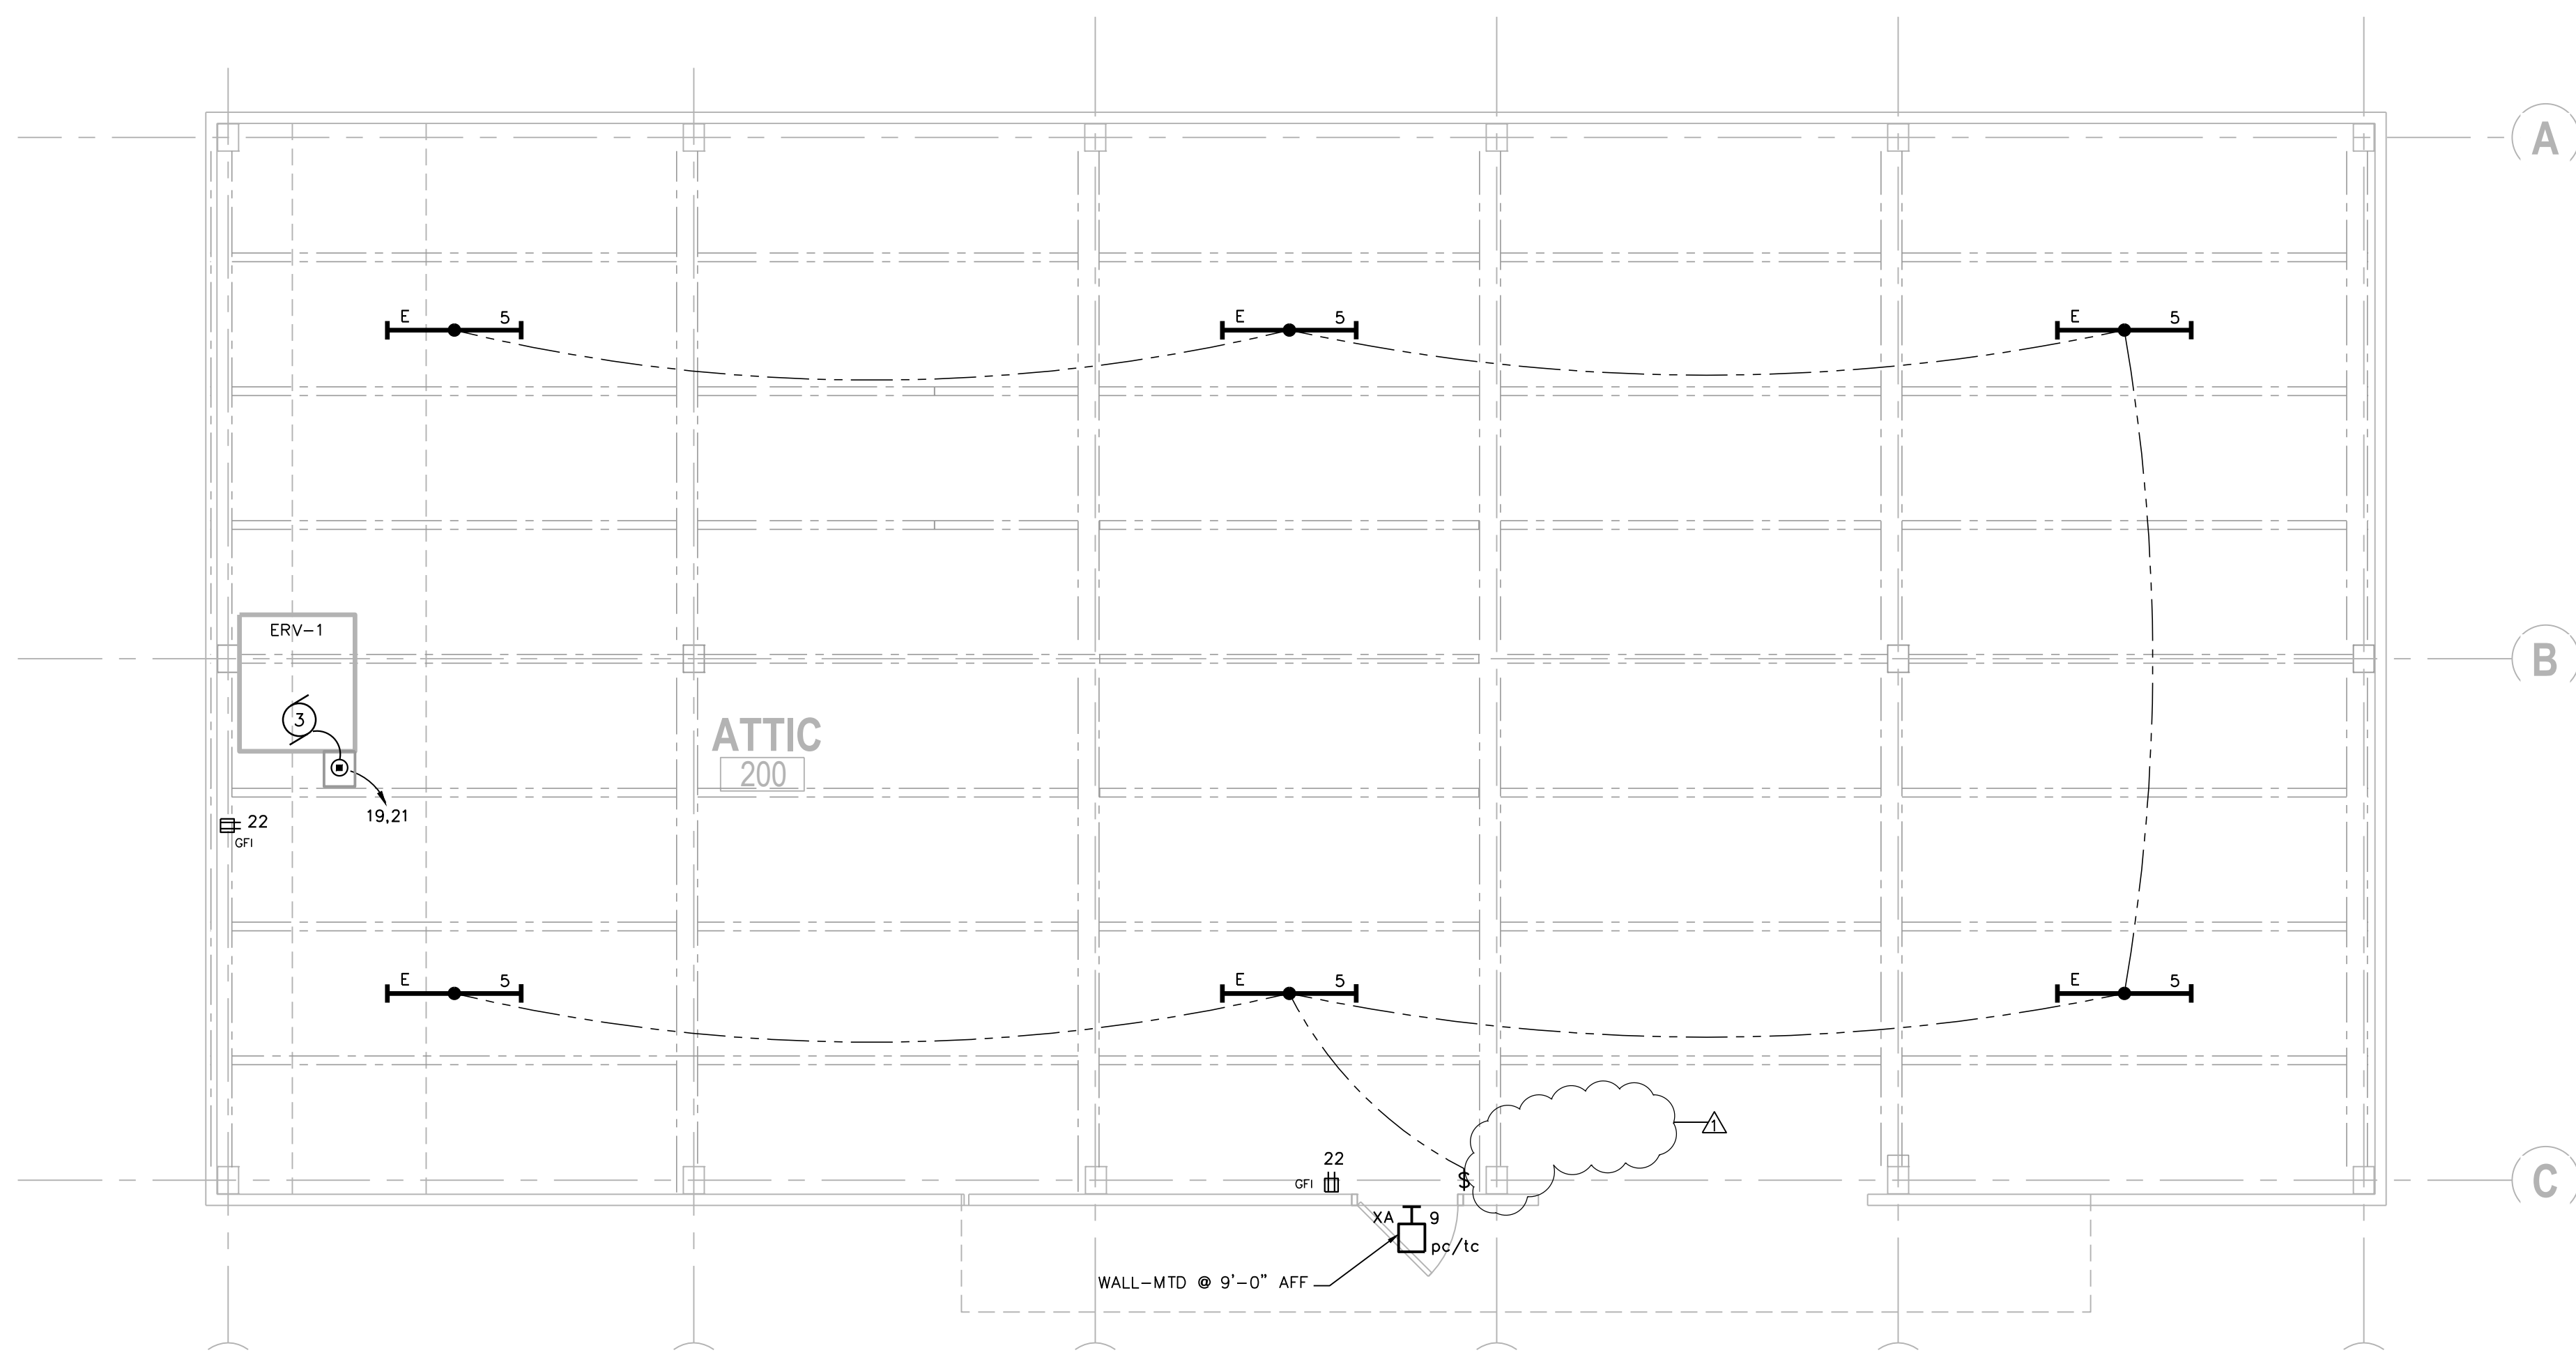 A
E 5
E 5
E 5
ERV-1
B
3
ATTIC
200
19,21
22
GFI
E 5
E 5
E 5
1
22
GFI
$
C
XA 9
pc/tc
WALL-MTD @ 9'-0" AFF